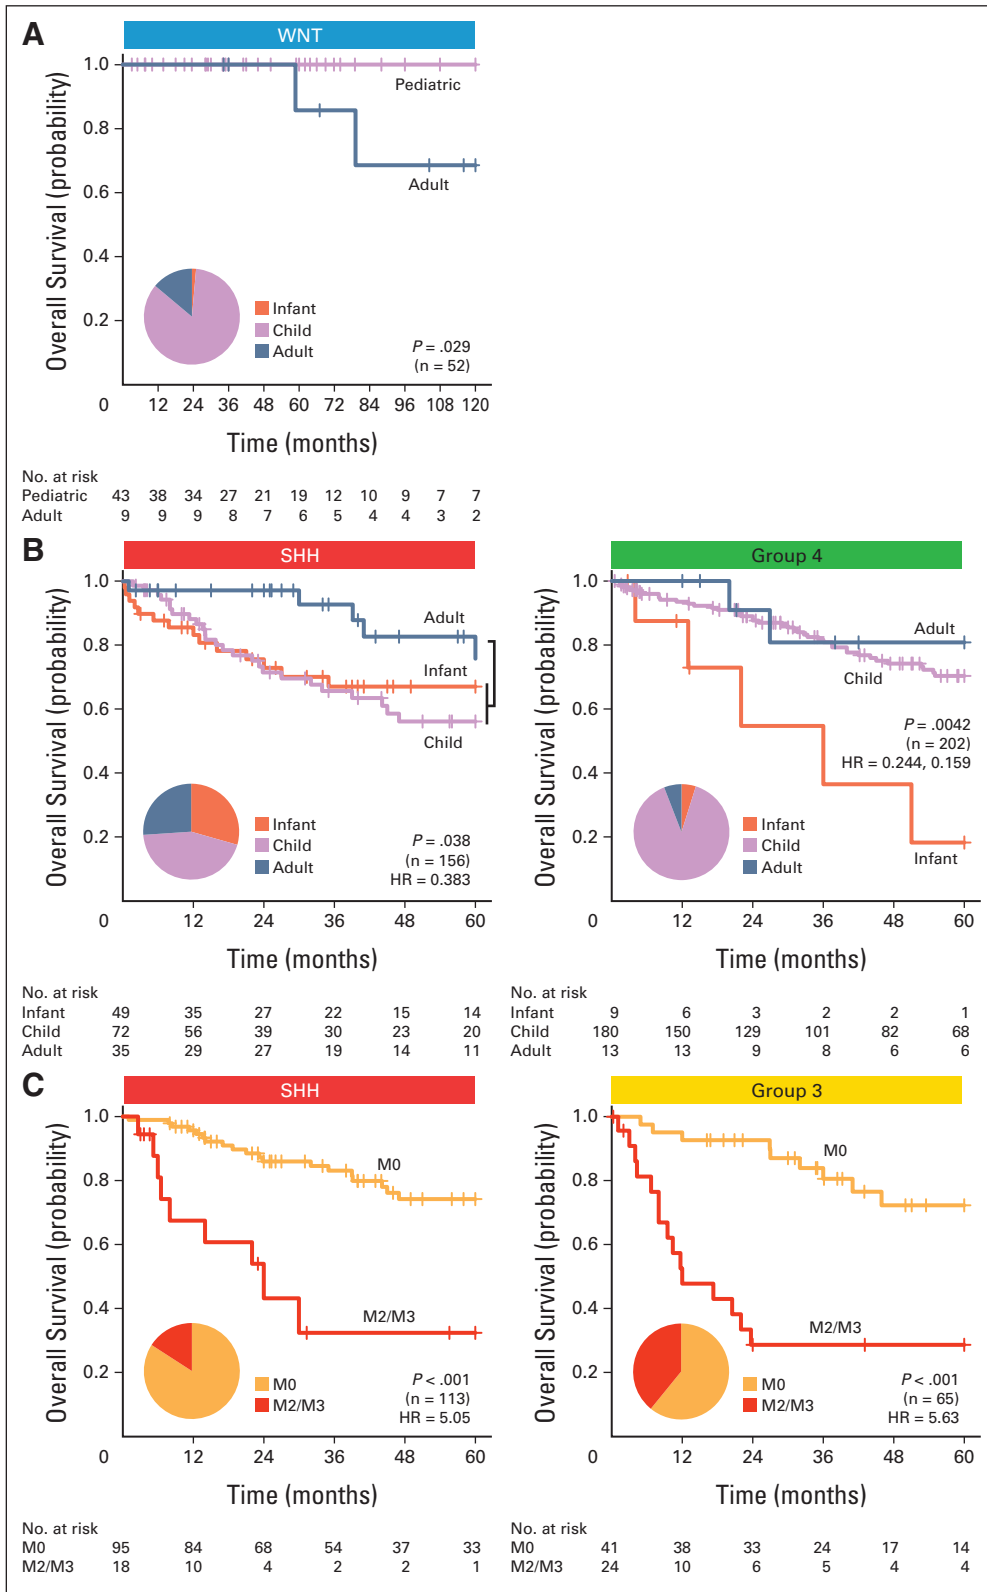 A
WNT
Overall Survival (probability)
1.0
0.8
0.6
0.4
0.2
0
Pediatric
Adult
Infant
Child
Adult
P = .029
(n = 52)
12 24 36 48 60 72 84 96 108 120
Time (months)
No. at risk
Pediatric 43 38 34 27 21 19 12 10 9 7 7
Adult 9 9 9 8 7 6 5 4 4 3 2
B
SHH
Overall Survival (probability)
1.0
0.8
0.6
0.4
0.2
0
Adult
Infant
Child
Infant
Child
Adult
P = .038
(n = 156)
HR = 0.383
12 24 36 48 60
Time (months)
No. at risk
Infant 49 35 27 22 15 14
Child 72 56 39 30 23 20
Adult 35 29 27 19 14 11
Group 4
Overall Survival (probability)
1.0
0.8
0.6
0.4
0.2
0
Adult
Child
P = .0042
(n = 202)
HR = 0.244, 0.159
Infant
Infant
Child
Adult
12 24 36 48 60
Time (months)
No. at risk
Infant 9 6 3 2 2 1
Child 180 150 129 101 82 68
Adult 13 13 9 8 6 6
C
SHH
Overall Survival (probability)
1.0
0.8
0.6
0.4
0.2
0
M0
M2/M3
M0
M2/M3
P < .001
(n = 113)
HR = 5.05
12 24 36 48 60
Time (months)
No. at risk
M0 95 84 68 54 37 33
M2/M3 18 10 4 2 2 1
Group 3
Overall Survival (probability)
1.0
0.8
0.6
0.4
0.2
0
M0
M2/M3
M0
M2/M3
P < .001
(n = 65)
HR = 5.63
12 24 36 48 60
Time (months)
No. at risk
M0 41 38 33 24 17 14
M2/M3 24 10 6 5 4 4